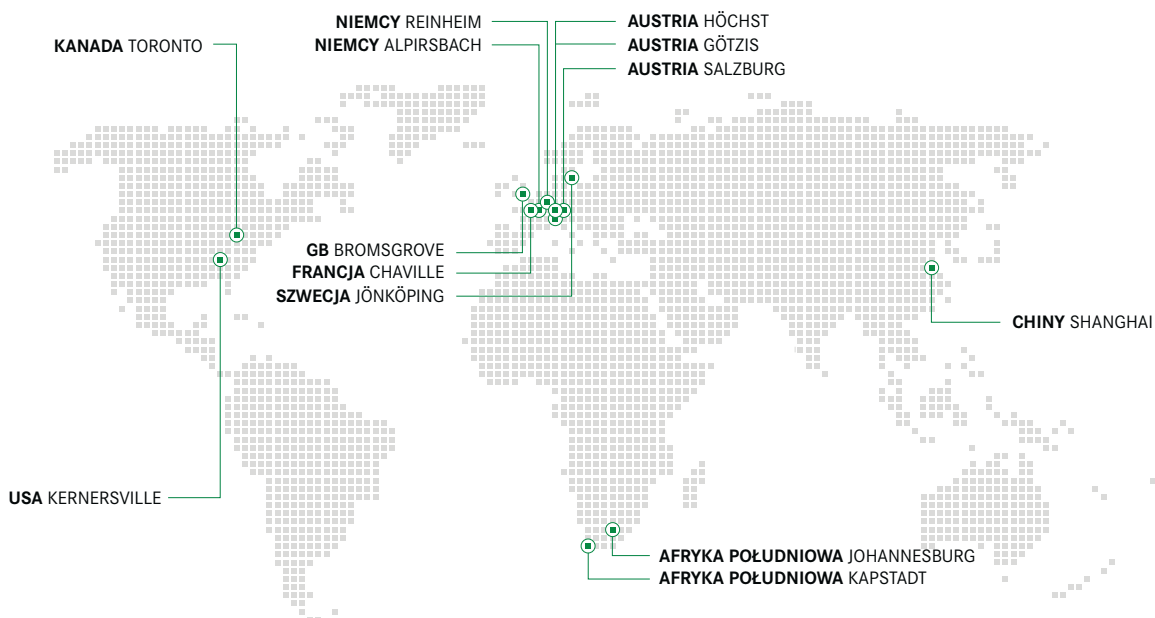 NIEMCY REINHEIM
NIEMCY ALPIRSBACH
AUSTRIA HÖCHST
AUSTRIA GÖTZIS
AUSTRIA SALZBURG
KANADA TORONTO
GB BROMSGROVE
FRANCJA CHAVILLE
SZWECJA JÖNKÖPING
CHINY SHANGHAI
USA KERNERSVILLE
AFRYKA POŁUDNIOWA JOHANNESBURG
AFRYKA POŁUDNIOWA KAPSTADT